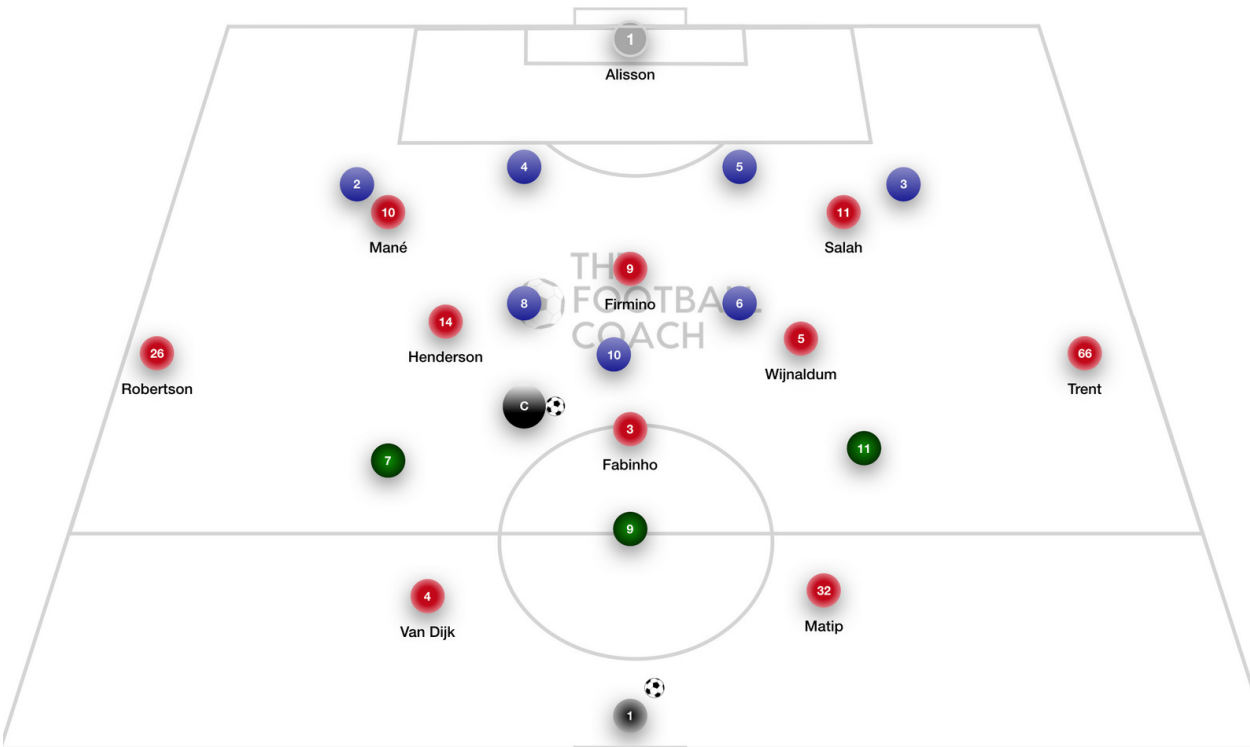 1
Alisson
4
5
2
3
10
11
Mané
Salah
THE
9
FOOTBALL
Firmino
8
6
COACH
14
5
Henderson
Wijnaldum
10
26
66
Robertson
Trent
C
3
Fabinho
7
11
9
4
32
Van Dijk
Matip
1